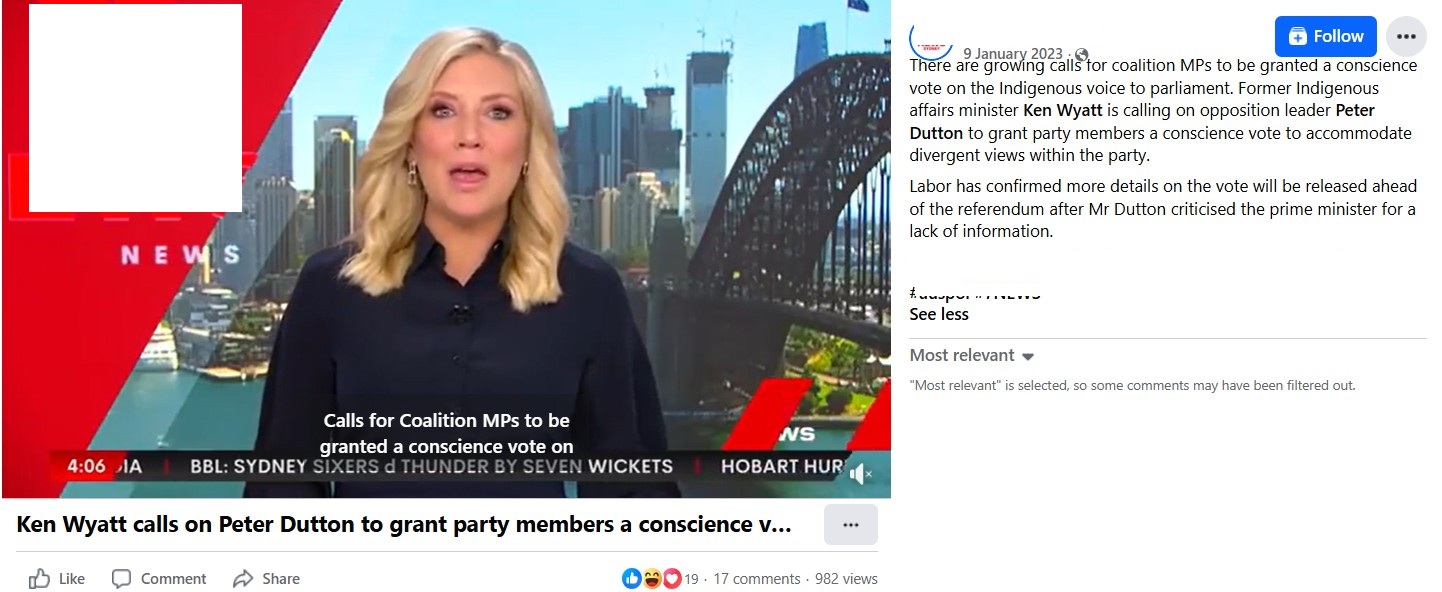 NEWS
Calls for Coalition MPs to be
granted a conscience vote on
4:06
BBL: SYDNEY SIXERS d THUNDER BY SEVEN WICKETS
HOBART
Ken Wyatt calls on Peter Dutton to grant party members a conscience v...
Like
Comment
Share
19 · 17 comments · 982 views
9 January 2023 ·
Follow
There are growing calls for coalition MPs to be granted a conscience
vote on the Indigenous voice to parliament. Former Indigenous
affairs minister Ken Wyatt is calling on opposition leader Peter
Dutton to grant party members a conscience vote to accommodate
divergent views within the party.
Labor has confirmed more details on the vote will be released ahead
of the referendum after Mr Dutton criticised the prime minister for a
lack of information.
See less
Most relevant
"Most relevant" is selected, so some comments may have been filtered out.